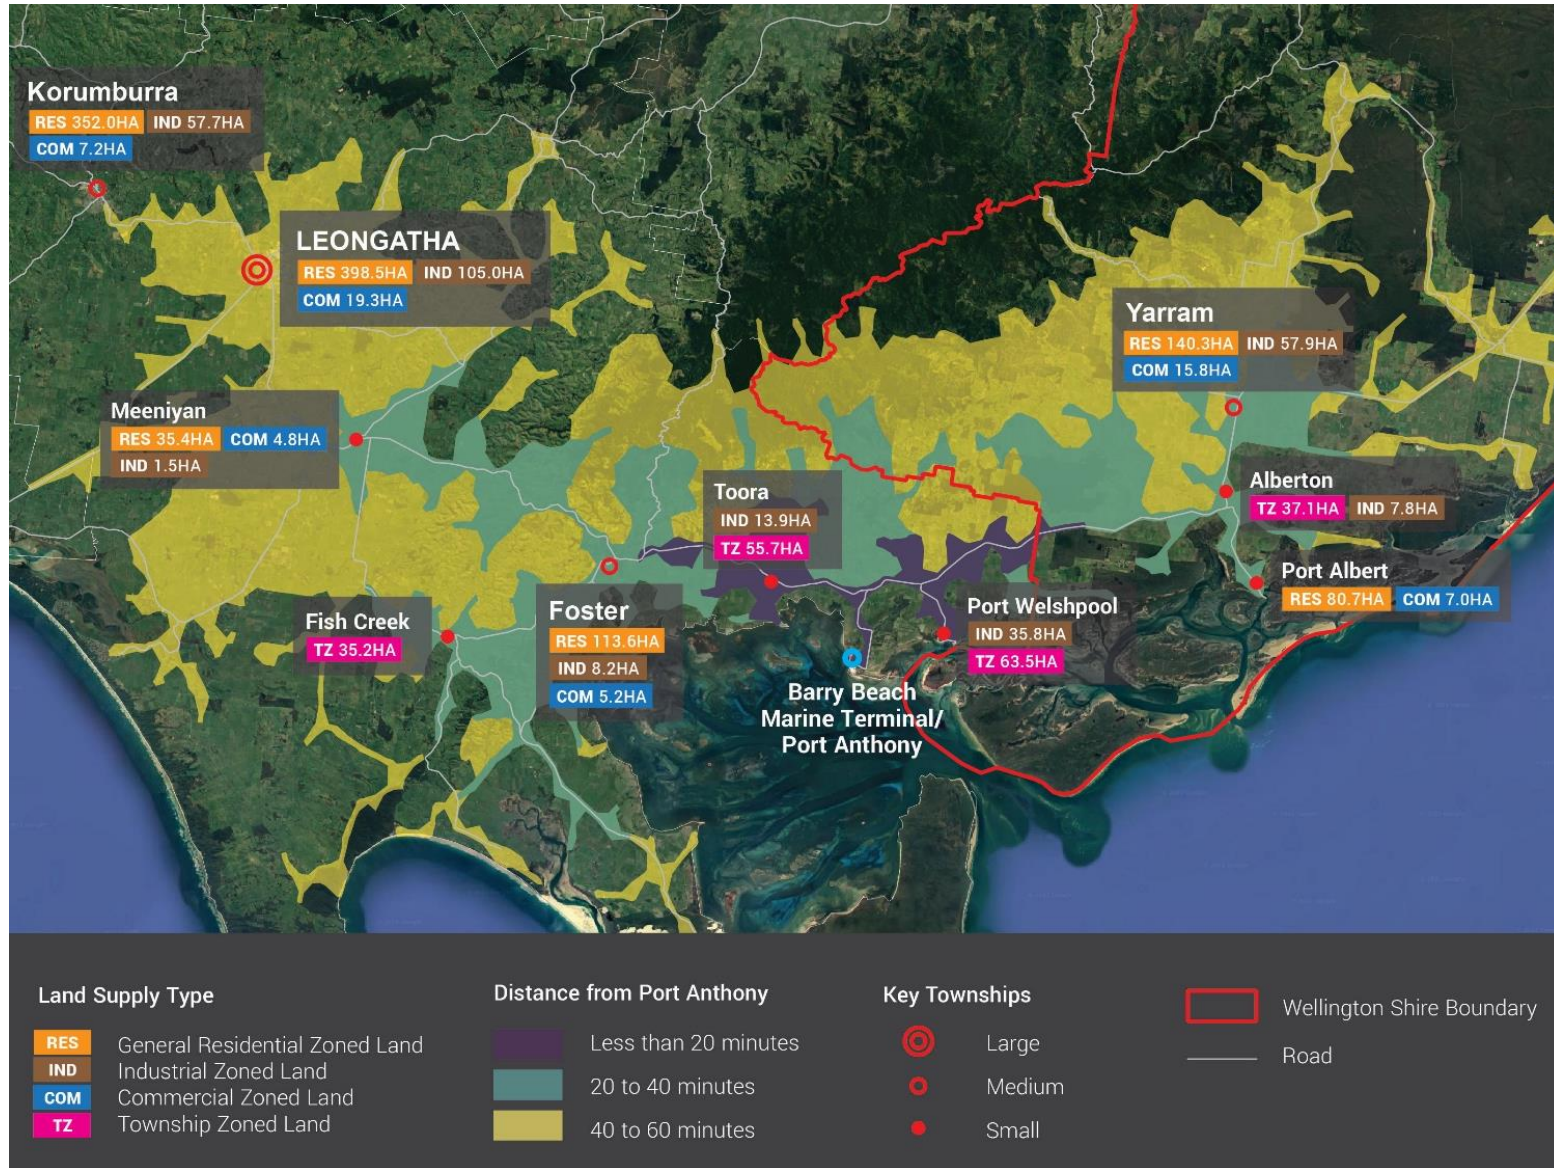 Korumburra
RES 352.0HA IND 57.7HA
COM 7.2HA
LEONGATHA
RES 398.5HA IND 105.0HA
COM 19.3HA
Yarram
RES 140.3HA IND 57.9HA
COM 15.8HA
Meeniyan
RES 35.4HA COM 4.8HA
IND 1.5HA
Toora
IND 13.9HA
TZ 55.7HA
Alberton
TZ 37.1HA IND 7.8HA
Port Albert
RES 80.7HA COM 7.0HA
Fish Creek
TZ 35.2HA
Foster
RES 113.6HA
IND 8.2HA
COM 5.2HA
Port Welshpool
IND 35.8HA
TZ 63.5HA
Barry Beach
Marine Terminal/
Port Anthony
Land Supply Type
RES General Residential Zoned Land
IND Industrial Zoned Land
COM Commercial Zoned Land
TZ Township Zoned Land
Distance from Port Anthony
Less than 20 minutes
20 to 40 minutes
40 to 60 minutes
Key Townships
Large
Medium
Small
Wellington Shire Boundary
Road